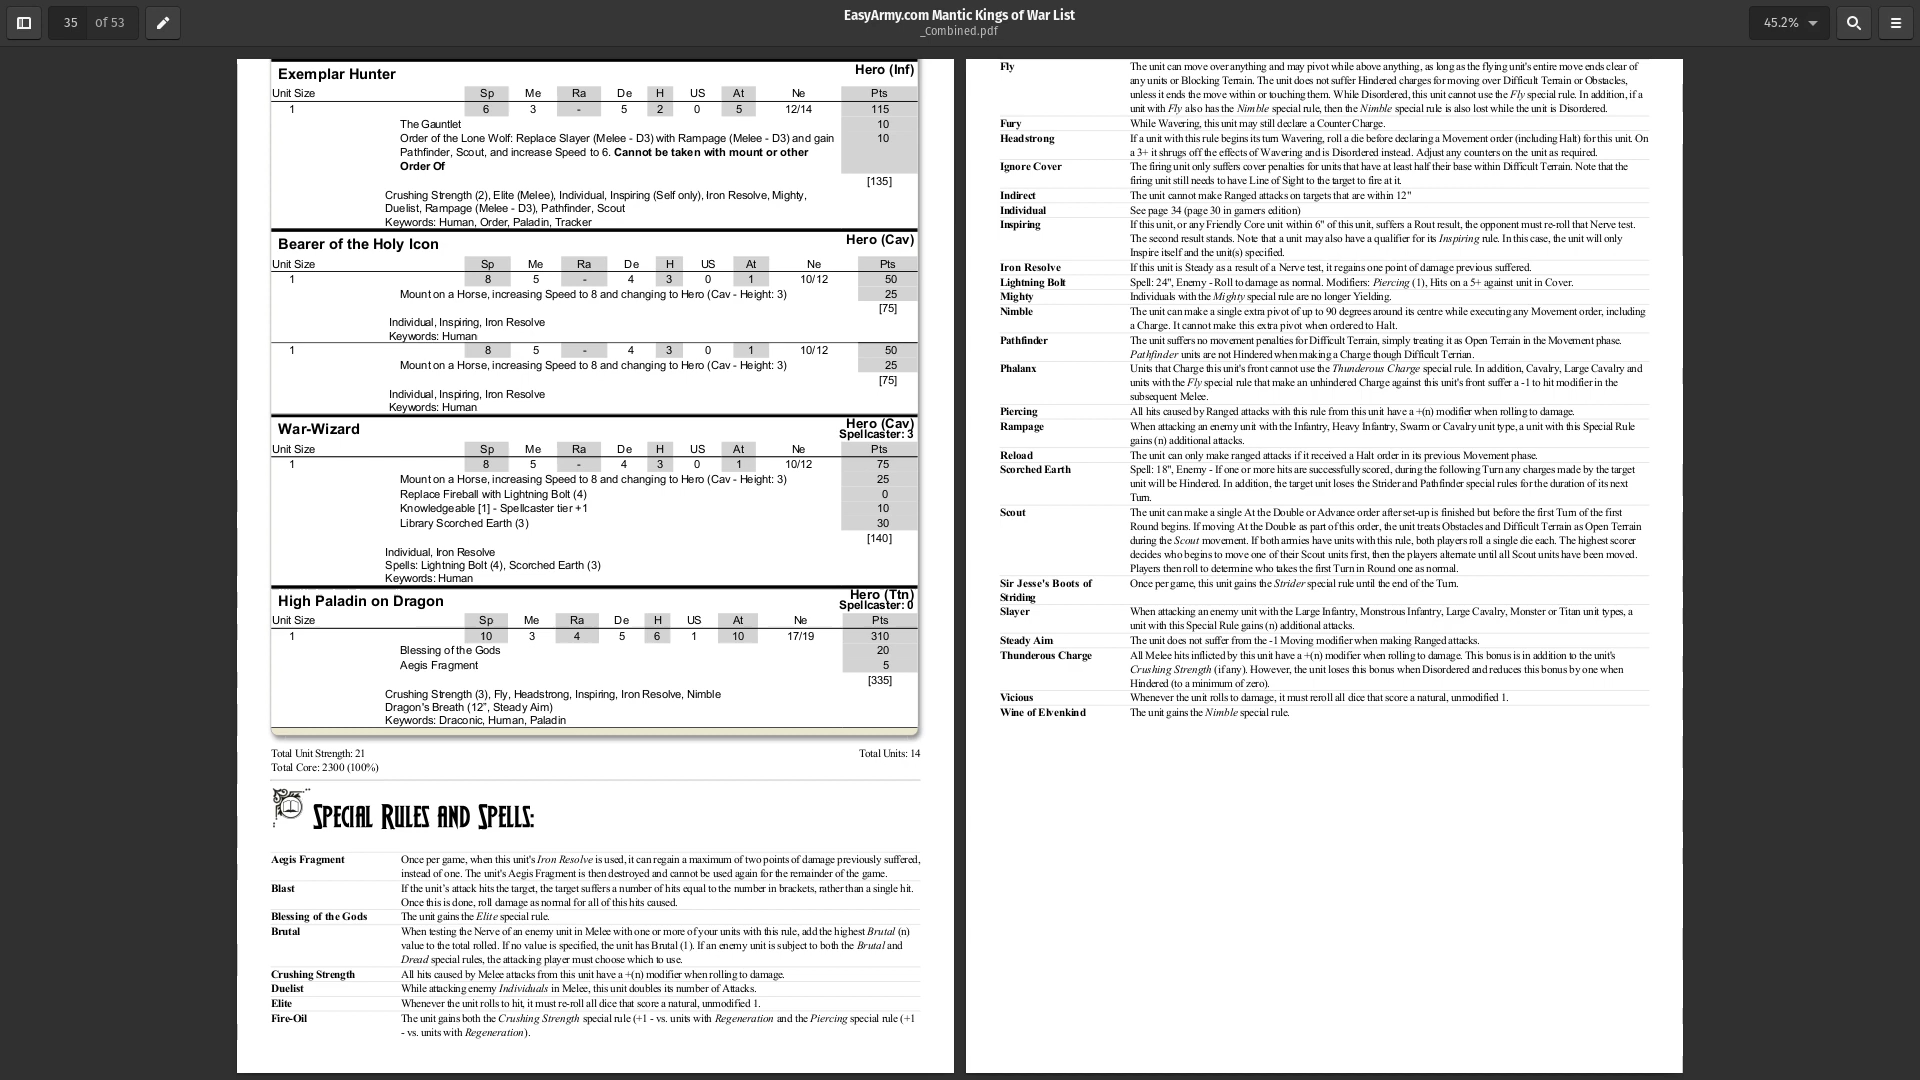 35 of 53
EasyArmy.com Mantic Kings of War List
_Combined.pdf
45.2%
Exemplar Hunter Hero (Inf)
Unit Size Sp Me Ra De H US At Ne Pts
1 6 3 - 5 2 0 5 12/14 115
The Gauntlet 10
Order of the Lone Wolf: Replace Slayer (Melee - D3) with Rampage (Melee - D3) and gain 10
Pathfinder, Scout, and increase Speed to 6. Cannot be taken with mount or other
Order Of
[135]
Crushing Strength (2), Elite (Melee), Individual, Inspiring (Self only), Iron Resolve, Mighty,
Duelist, Rampage (Melee - D3), Pathfinder, Scout
Keywords: Human, Order, Paladin, Tracker
Bearer of the Holy Icon Hero (Cav)
Unit Size Sp Me Ra De H US At Ne Pts
1 8 5 - 4 3 0 1 10/12 50
Mount on a Horse, increasing Speed to 8 and changing to Hero (Cav - Height: 3) 25
[75]
Individual, Inspiring, Iron Resolve
Keywords: Human
1 8 5 - 4 3 0 1 10/12 50
Mount on a Horse, increasing Speed to 8 and changing to Hero (Cav - Height: 3) 25
[75]
Individual, Inspiring, Iron Resolve
Keywords: Human
War-Wizard Hero (Cav)
Spellcaster: 3
Unit Size Sp Me Ra De H US At Ne Pts
1 8 5 - 4 3 0 1 10/12 75
Mount on a Horse, increasing Speed to 8 and changing to Hero (Cav - Height: 3) 25
Replace Fireball with Lightning Bolt (4) 0
Knowledgeable [1] - Spellcaster tier +1 10
Library Scorched Earth (3) 30
[140]
Individual, Iron Resolve
Spells: Lightning Bolt (4), Scorched Earth (3)
Keywords: Human
High Paladin on Dragon Hero (Ttn)
Spellcaster: 0
Unit Size Sp Me Ra De H US At Ne Pts
1 10 3 4 5 6 1 10 17/19 310
Blessing of the Gods 20
Aegis Fragment 5
[335]
Crushing Strength (3), Fly, Headstrong, Inspiring, Iron Resolve, Nimble
Dragon's Breath (12", Steady Aim)
Keywords: Draconic, Human, Paladin
Total Unit Strength: 21 Total Units: 14
Total Core: 2300 (100%)
Special Rules and Spells:
Aegis Fragment Once per game, when this unit's Iron Resolve is used, it can regain a maximum of two points of damage previously suffered,
instead of one. The unit's Aegis Fragment is then destroyed and cannot be used again for the remainder of the game.
Blast If the unit's attack hits the target, the target suffers a number of hits equal to the number in brackets, rather than a single hit.
Once this is done, roll damage as normal for all of this hits caused.
Blessing of the Gods The unit gains the Elite special rule.
Brutal When testing the Nerve of an enemy unit in Melee with one or more of your units with this rule, add the highest Brutal (n)
value to the total rolled. If no value is specified, the unit has Brutal (1). If an enemy unit is subject to both the Brutal and
Dread special rules, the attacking player must choose which to use.
Crushing Strength All hits caused by Melee attacks from this unit have a +(n) modifier when rolling to damage.
Duelist While attacking enemy Individuals in Melee, this unit doubles its number of Attacks.
Elite Whenever the unit rolls to hit, it must re-roll all dice that score a natural, unmodified 1.
Fire-Oil The unit gains both the Crushing Strength special rule (+1 - vs. units with Regeneration and the Piercing special rule (+1
- vs. units with Regeneration).
Fly The unit can move over anything and may pivot while above anything, as long as the flying unit's entire move ends clear of
any units or Blocking Terrain. The unit does not suffer Hindered charges for moving over Difficult Terrain or Obstacles,
unless it ends the move within or touching them. While Disordered, this unit cannot use the Fly special rule. In addition, if a
unit with Fly also has the Nimble special rule, then the Nimble special rule is also lost while the unit is Disordered.
Fury While Wavering, this unit may still declare a Counter Charge.
Headstrong If a unit with this rule begins its turn Wavering, roll a die before declaring a Movement order (including Halt) for this unit. On
a 3+ it shrugs off the effects of Wavering and is Disordered instead. Adjust any counters on the unit as required.
Ignore Cover The firing unit only suffers cover penalties for units that have at least half their base within Difficult Terrain. Note that the
firing unit still needs to have Line of Sight to the target to fire at it.
Indirect The unit cannot make Ranged attacks on targets that are within 12"
Individual See page 34 (page 30 in gamers edition)
Inspiring If this unit, or any Friendly Core unit within 6" of this unit, suffers a Rout result, the opponent must re-roll that Nerve test.
The second result stands. Note that a unit may also have a qualifier for its Inspiring rule. In this case, the unit will only
Inspire itself and the unit(s) specified.
Iron Resolve If this unit is Steady as a result of a Nerve test, it regains one point of damage previous suffered.
Lightning Bolt Spell: 24", Enemy - Roll to damage as normal. Modifiers: Piercing (1), Hits on a 5+ against unit in Cover.
Mighty Individuals with the Mighty special rule are no longer Yielding.
Nimble The unit can make a single extra pivot of up to 90 degrees around its centre while executing any Movement order, including
a Charge. It cannot make this extra pivot when ordered to Halt.
Pathfinder The unit suffers no movement penalties for Difficult Terrain, simply treating it as Open Terrain in the Movement phase.
Pathfinder units are not Hindered when making a Charge though Difficult Terrian.
Phalanx Units that Charge this unit's front cannot use the Thunderous Charge special rule. In addition, Cavalry, Large Cavalry and
units with the Fly special rule that make an unhindered Charge against this unit's front suffer a -1 to hit modifier in the
subsequent Melee.
Piercing All hits caused by Ranged attacks with this rule from this unit have a +(n) modifier when rolling to damage.
Rampage When attacking an enemy unit with the Infantry, Heavy Infantry, Swarm or Cavalry unit type, a unit with this Special Rule
gains (n) additional attacks.
Reload The unit can only make ranged attacks if it received a Halt order in its previous Movement phase.
Scorched Earth Spell: 18", Enemy - If one or more hits are successfully scored, during the following Turn any charges made by the target
unit will be Hindered. In addition, the target unit loses the Strider and Pathfinder special rules for the duration of its next
Turn.
Scout The unit can make a single At the Double or Advance order after set-up is finished but before the first Turn of the first
Round begins. If moving At the Double as part of this order, the unit treats Obstacles and Difficult Terrain as Open Terrain
during the Scout movement. If both armies have units with this rule, both players roll a single die each. The highest scorer
decides who begins to move one of their Scout units first, then the players alternate until all Scout units have been moved.
Players then roll to determine who takes the first Turn in Round one as normal.
Sir Jesse's Boots of Once per game, this unit gains the Strider special rule until the end of the Turn.
Striding
Slayer When attacking an enemy unit with the Large Infantry, Monstrous Infantry, Large Cavalry, Monster or Titan unit types, a
unit with this Special Rule gains (n) additional attacks.
Steady Aim The unit does not suffer from the -1 Moving modifier when making Ranged attacks.
Thunderous Charge All Melee hits inflicted by this unit have a +(n) modifier when rolling to damage. This bonus is in addition to the unit's
Crushing Strength (if any). However, the unit loses this bonus when Disordered and reduces this bonus by one when
Hindered (to a minimum of zero).
Vicious Whenever the unit rolls to damage, it must reroll all dice that score a natural, unmodified 1.
Wine of Elvenkind The unit gains the Nimble special rule.